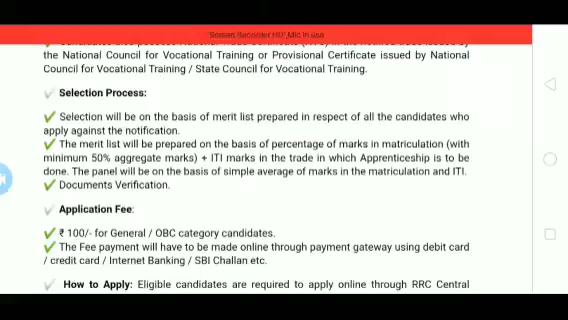 Screen Recorder HD",Mic in use
the National Council for Vocational Training or Provisional Certificate issued by National
Council for Vocational Training / State Council for Vocational Training.
Selection Process:
Selection will be on the basis of merit list prepared in respect of all the candidates who
apply against the notification.
The merit list will be prepared on the basis of percentage of marks in matriculation (with
minimum 50% aggregate marks) + ITI marks in the trade in which Apprenticeship is to be
done. The panel will be on the basis of simple average of marks in the matriculation and ITI.
Documents Verification.
Application Fee:
₹ 100/- for General / OBC category candidates.
The Fee payment will have to be made online through payment gateway using debit card
/ credit card / Internet Banking / SBI Challan etc.
How to Apply: Eligible candidates are required to apply online through RRC Central